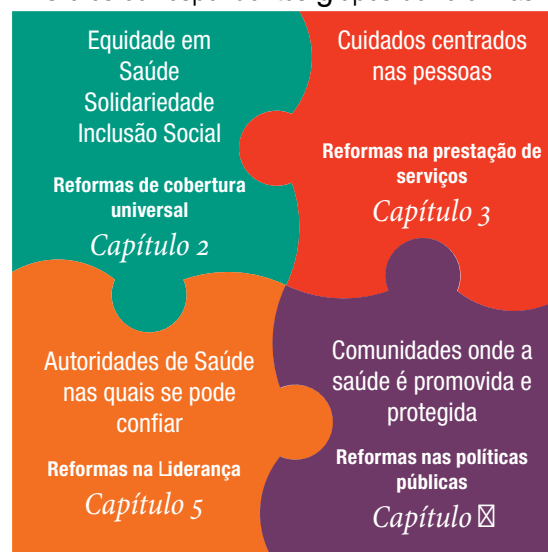 Equidade em
Saúde
Solidariedade
Inclusão Social
Reformas de cobertura
universal
Capítulo 2
Cuidados centrados
nas pessoas
Reformas na prestação de
serviços
Capítulo 3
Autoridades de Saúde
nas quais se pode
confiar
Reformas na Liderança
Capítulo 5
Comunidades onde a
saúde é promovida e
protegida
Reformas nas políticas
públicas
Capítulo